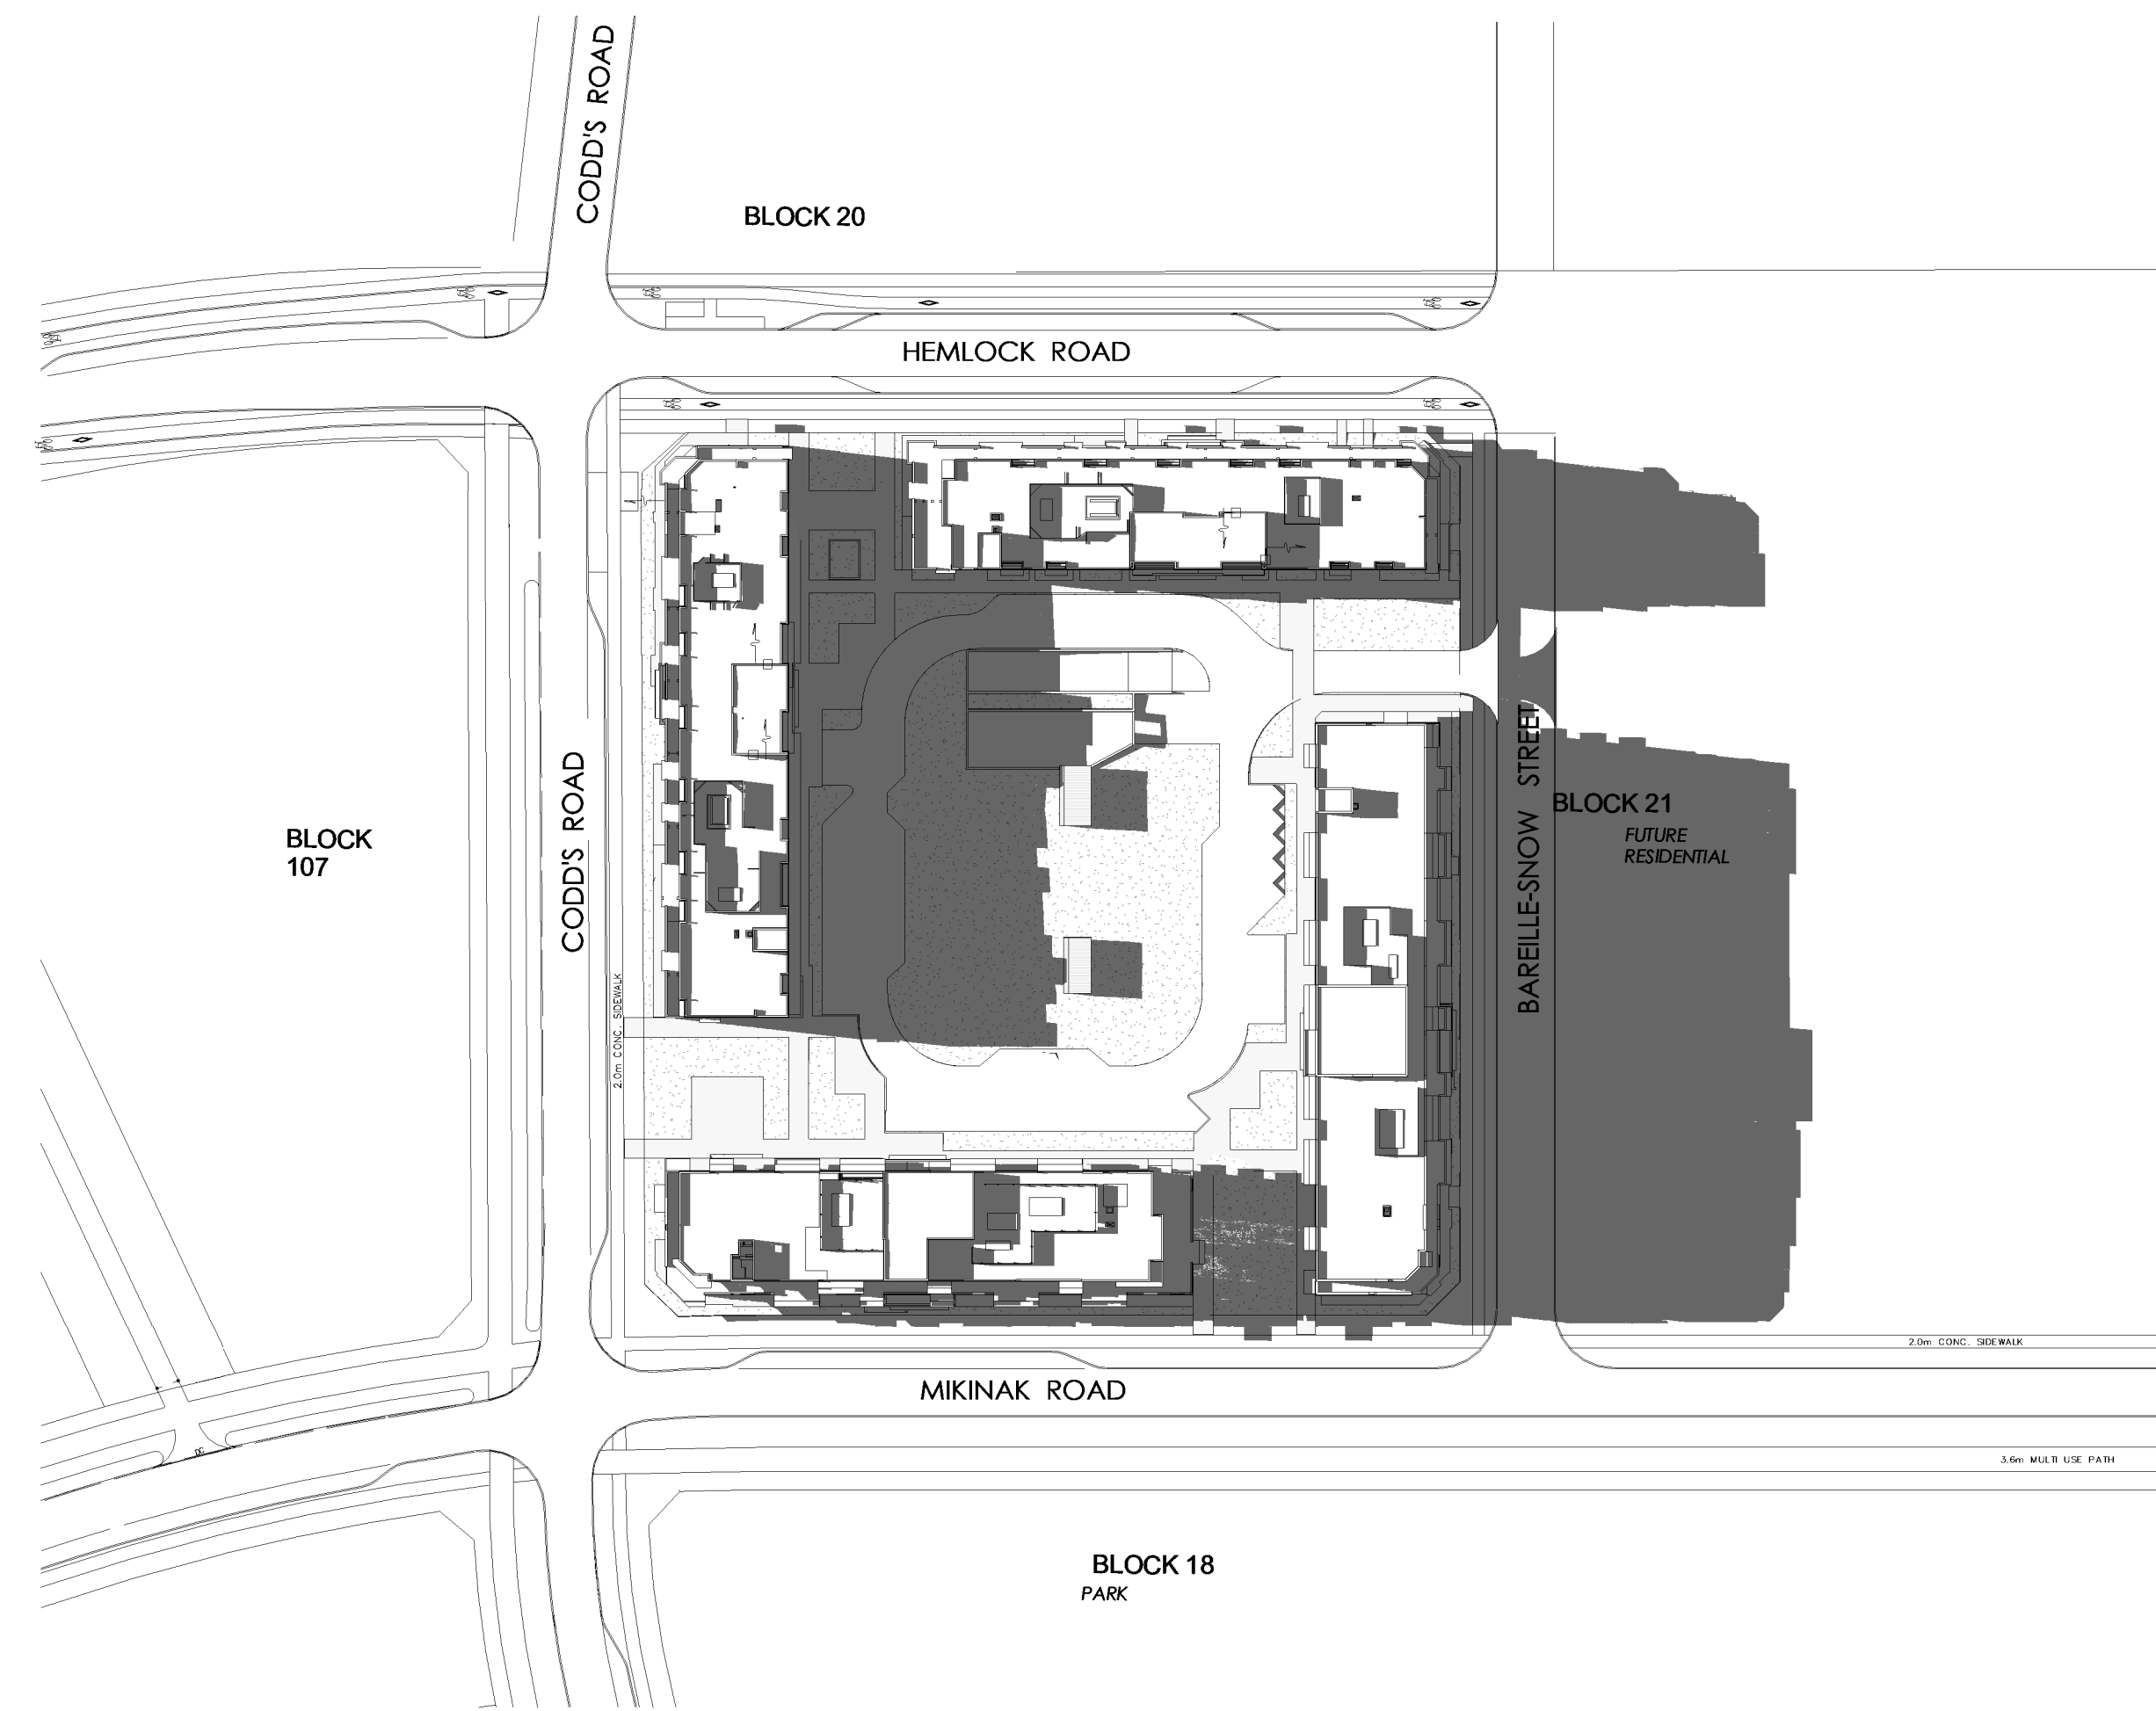 CODD'S ROAD
BLOCK 20
HEMLOCK ROAD
BLOCK
107
CODD'S ROAD
2.0m CONC. SIDEWALK
BAREILLE-SNOW STREET
BLOCK 21
FUTURE
RESIDENTIAL
2.0m CONC. SIDEWALK
MIKINAK ROAD
DC
3.6m MULTI USE PATH
BLOCK 18
PARK